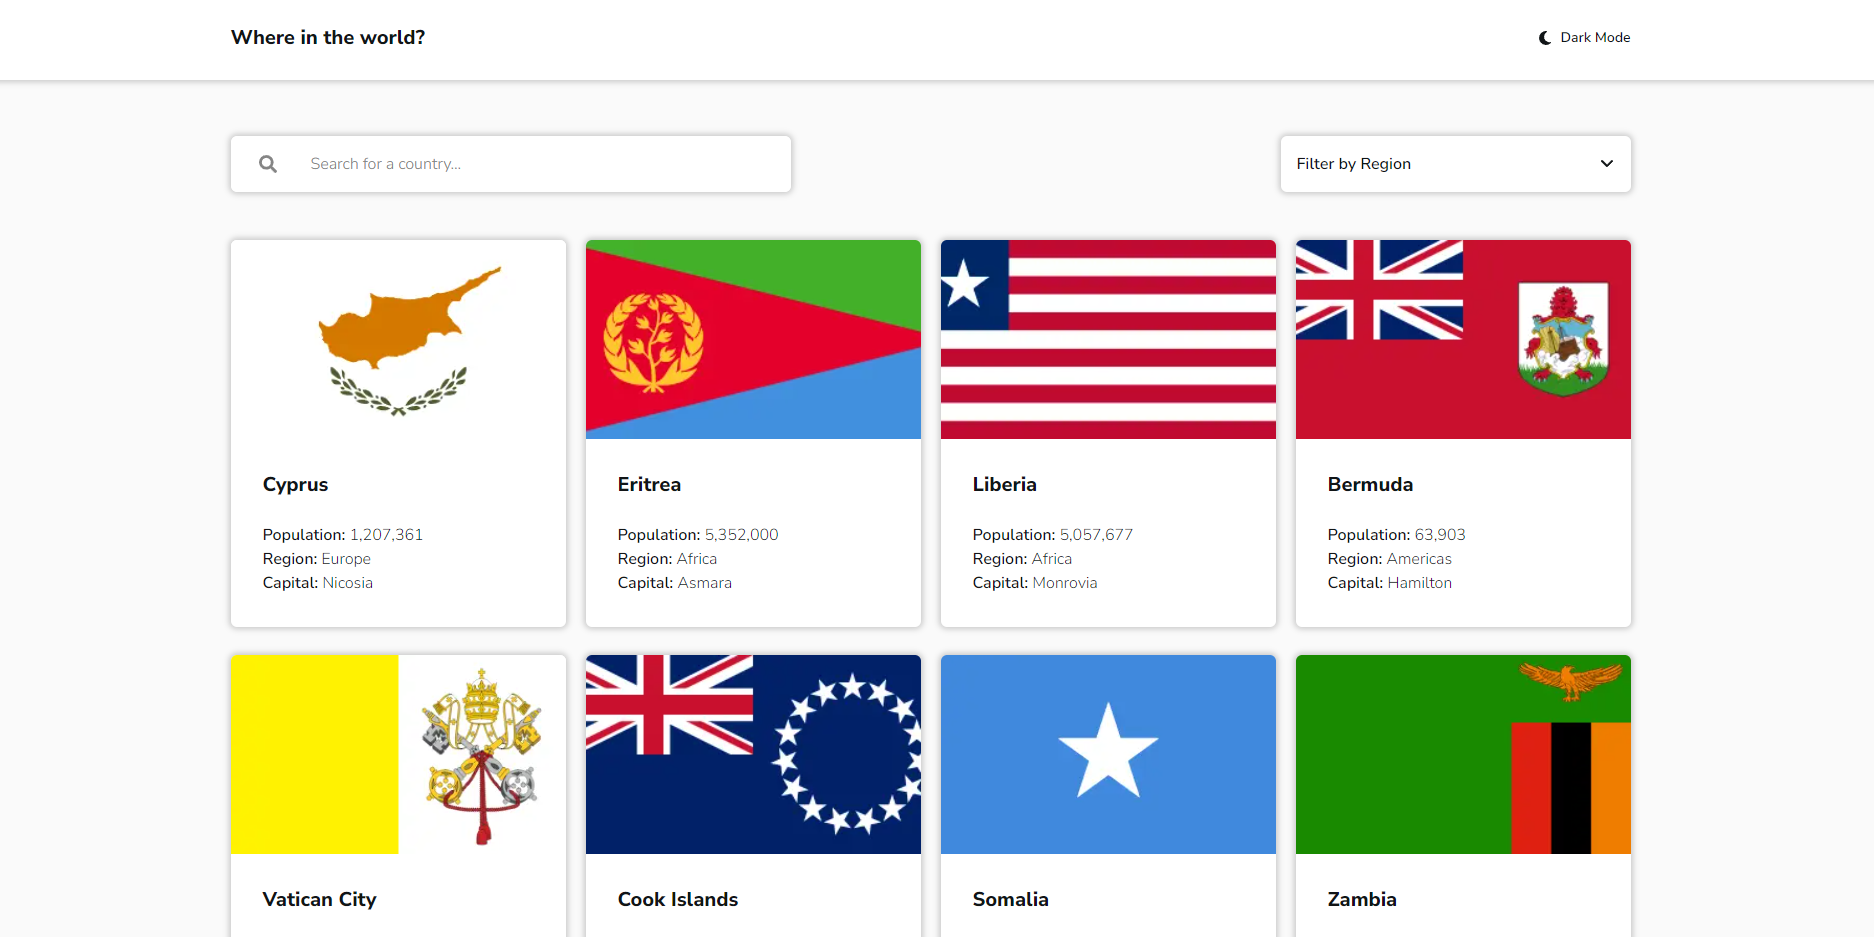 Where in the world?
Dark Mode
Search for a country...
Filter by Region
Cyprus
Population: 1,207,361
Region: Europe
Capital: Nicosia
Eritrea
Population: 5,352,000
Region: Africa
Capital: Asmara
Liberia
Population: 5,057,677
Region: Africa
Capital: Monrovia
Bermuda
Population: 63,903
Region: Americas
Capital: Hamilton
Vatican City
Cook Islands
Somalia
Zambia